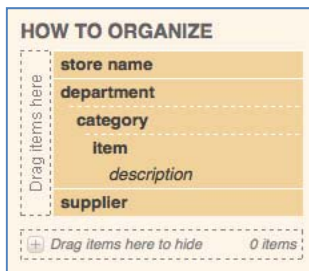 HOW TO ORGANIZE
Drag items here
store name
department
category
item
description
supplier
+ Drag items here to hide 0 items